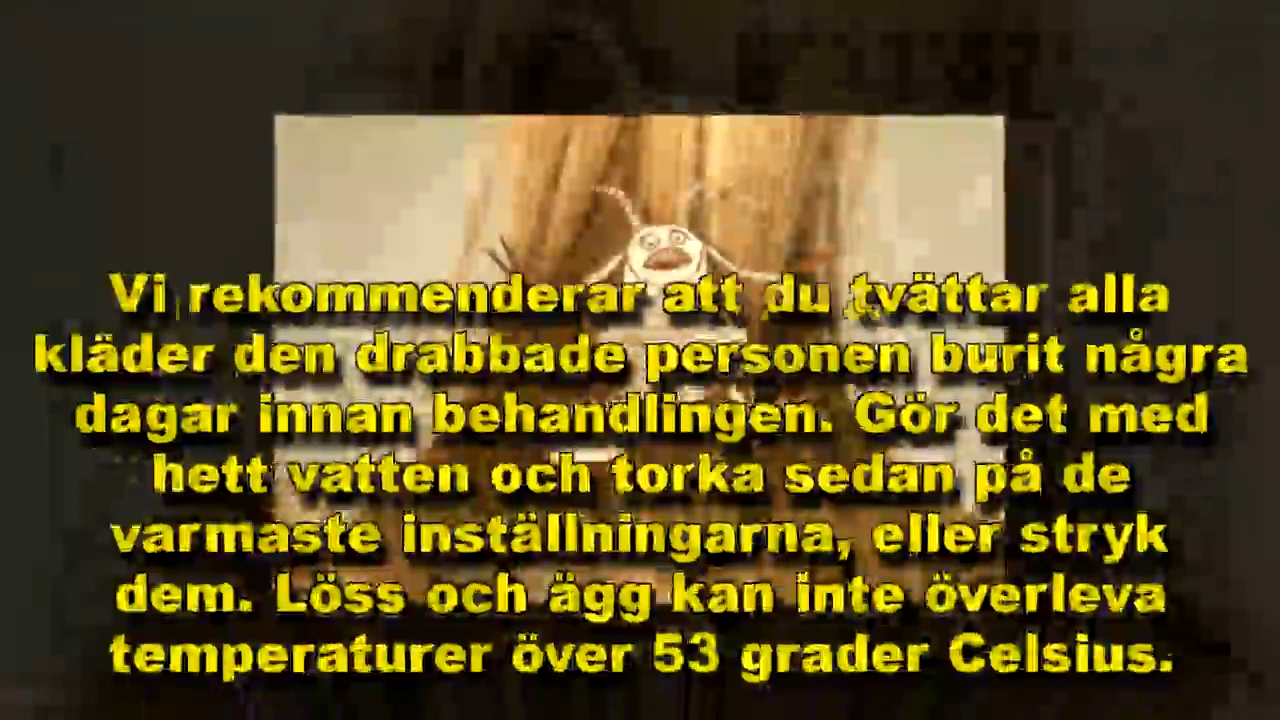 Vi rekommenderar att du tvättar alla
kläder den drabbade personen burit några
dagar innan behandlingen. Gör det med
hett vatten och torka sedan på de
varmaste inställningarna, eller stryk
dem. Löss och ägg kan inte överleva
temperaturer över 53 grader Celsius.